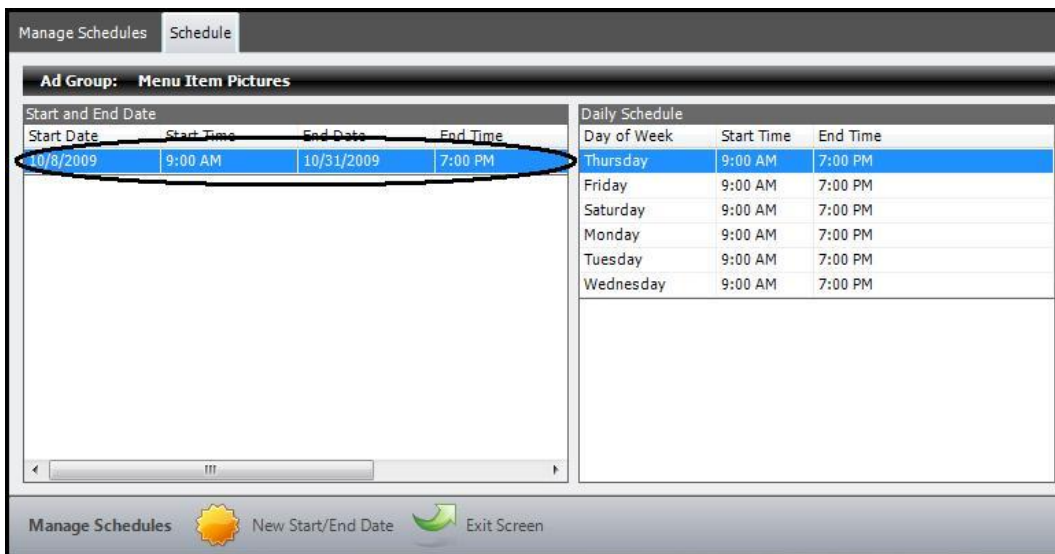 Manage Schedules Schedule
Ad Group: Menu Item Pictures
Start and End Date
Start Date Start Time End Date End Time
10/8/2009 9:00 AM 10/31/2009 7:00 PM
Daily Schedule
Day of Week Start Time End Time
Thursday 9:00 AM 7:00 PM
Friday 9:00 AM 7:00 PM
Saturday 9:00 AM 7:00 PM
Monday 9:00 AM 7:00 PM
Tuesday 9:00 AM 7:00 PM
Wednesday 9:00 AM 7:00 PM
Manage Schedules New Start/End Date Exit Screen